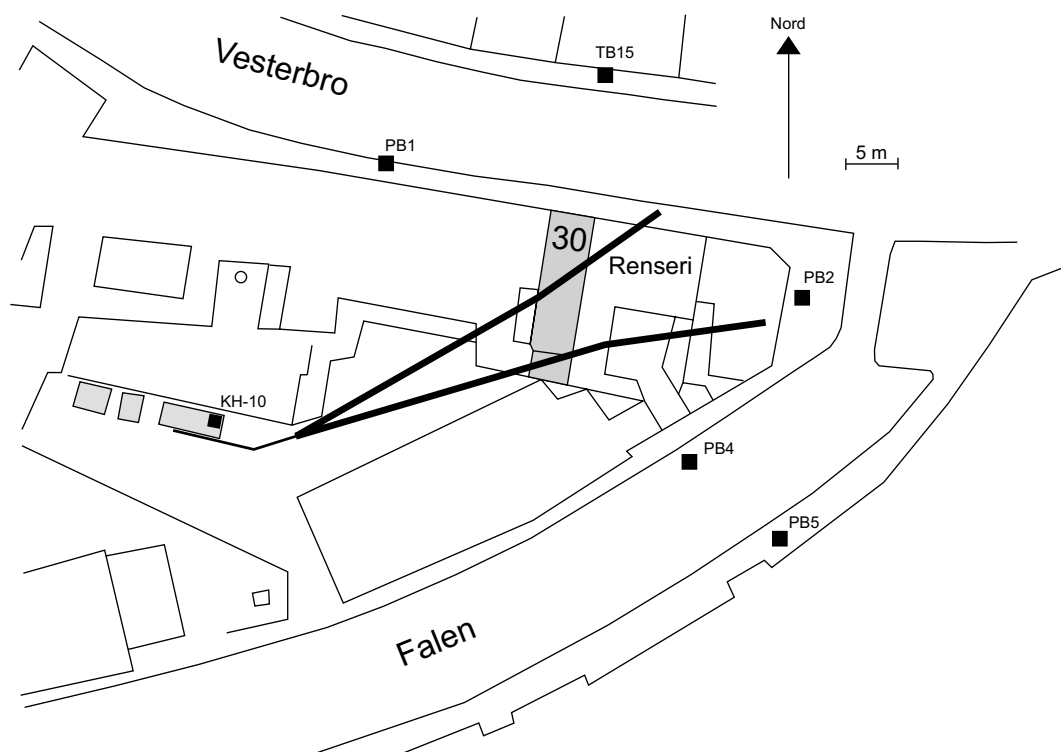 Nord
Vesterbro
TB15
PB1
5 m
30
Renseri
PB2
KH-10
PB4
PB5
Falen